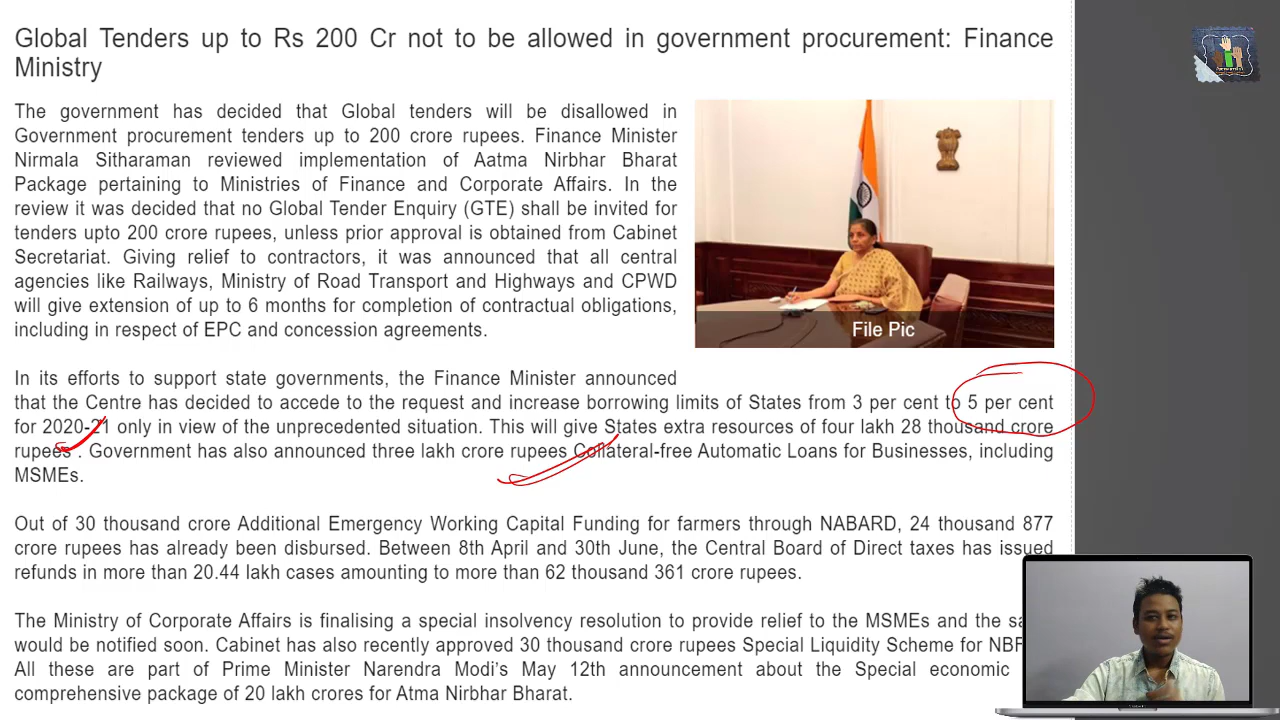 Global Tenders up to Rs 200 Cr not to be allowed in government procurement: Finance
Ministry
The government has decided that Global tenders will be disallowed in
Government procurement tenders up to 200 crore rupees. Finance Minister
Nirmala Sitharaman reviewed implementation of Aatma Nirbhar Bharat
Package pertaining to Ministries of Finance and Corporate Affairs. In the
review it was decided that no Global Tender Enquiry (GTE) shall be invited for
tenders upto 200 crore rupees, unless prior approval is obtained from Cabinet
Secretariat. Giving relief to contractors, it was announced that all central
agencies like Railways, Ministry of Road Transport and Highways and CPWD
will give extension of up to 6 months for completion of contractual obligations,
including in respect of EPC and concession agreements.
File Pic
In its efforts to support state governments, the Finance Minister announced
that the Centre has decided to accede to the request and increase borrowing limits of States from 3 per cent to 5 per cent
for 2020-21 only in view of the unprecedented situation. This will give States extra resources of four lakh 28 thousand crore
rupees . Government has also announced three lakh crore rupees Collateral-free Automatic Loans for Businesses, including
MSMEs.
Out of 30 thousand crore Additional Emergency Working Capital Funding for farmers through NABARD, 24 thousand 877
crore rupees has already been disbursed. Between 8th April and 30th June, the Central Board of Direct taxes has issued
refunds in more than 20.44 lakh cases amounting to more than 62 thousand 361 crore rupees.
The Ministry of Corporate Affairs is finalising a special insolvency resolution to provide relief to the MSMEs and the
would be notified soon. Cabinet has also recently approved 30 thousand crore rupees Special Liquidity Scheme for
All these are part of Prime Minister Narendra Modi's May 12th announcement about the Special economic
comprehensive package of 20 lakh crores for Atma Nirbhar Bharat.